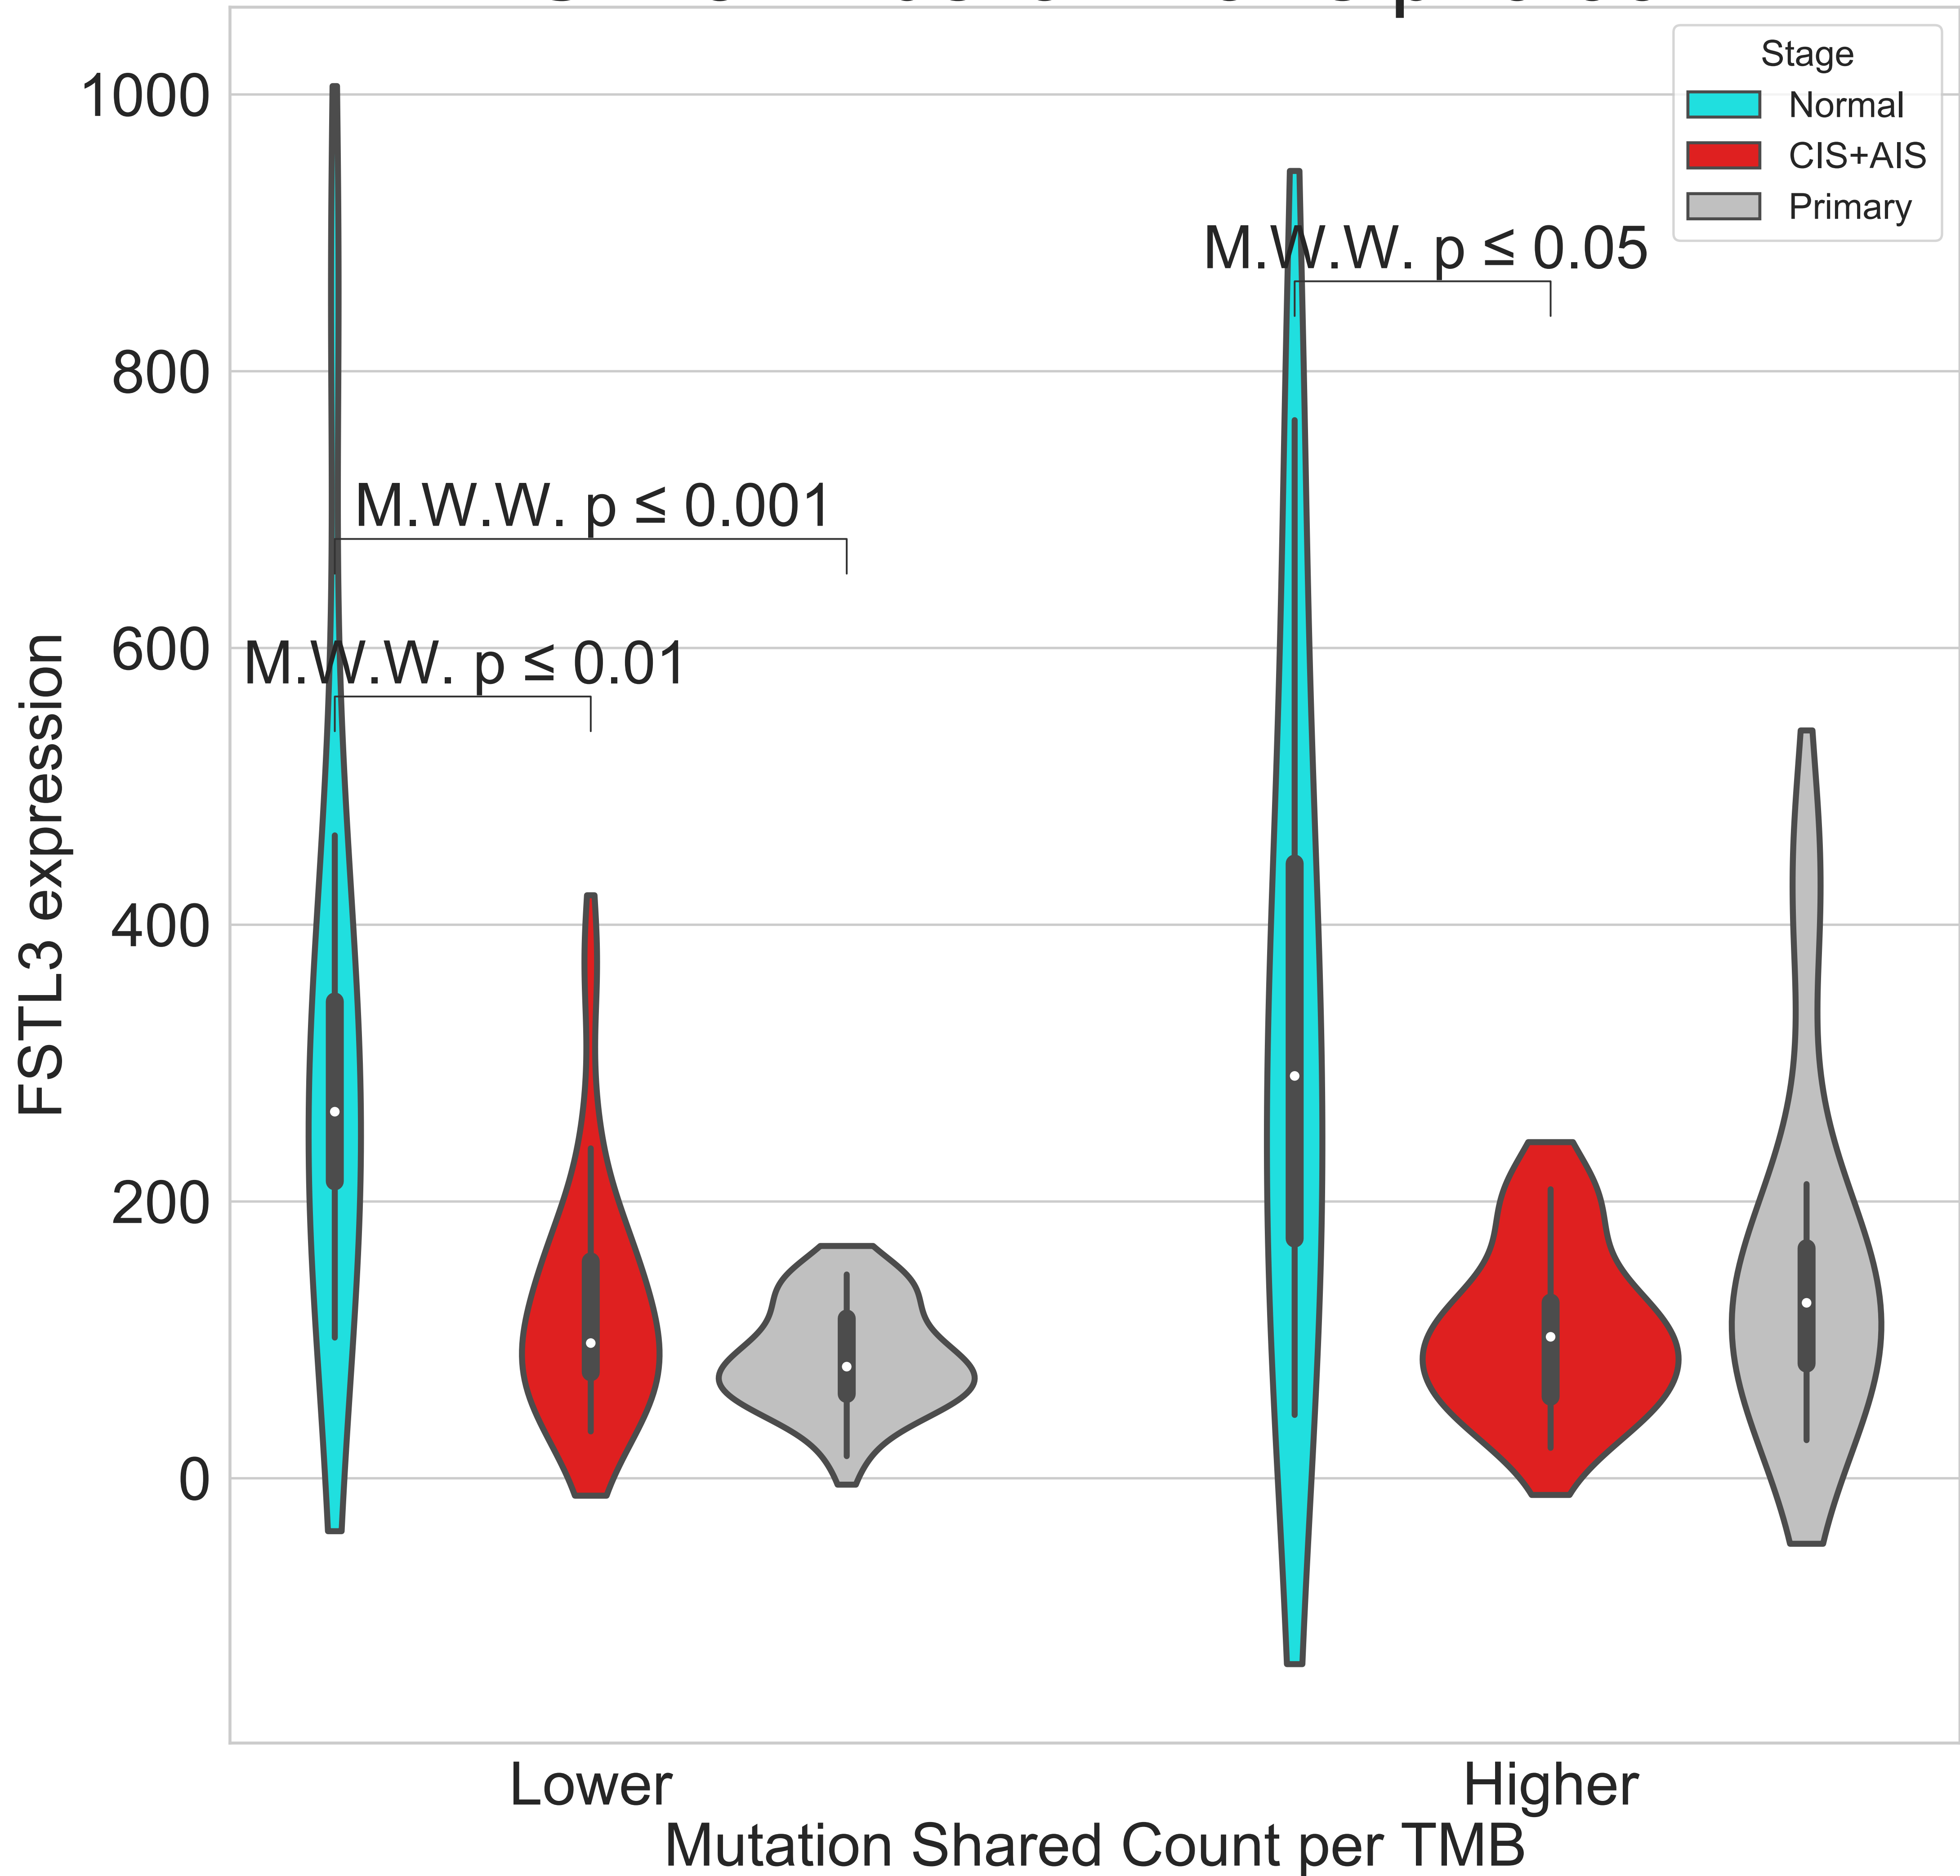 Stage
Normal
CIS+AIS
Primary
1000
800
600
400
200
0
FSTL3 expression
M.W.W. p ≤ 0.05
M.W.W. p ≤ 0.001
M.W.W. p ≤ 0.01
Lower
Higher
Mutation Shared Count per TMB